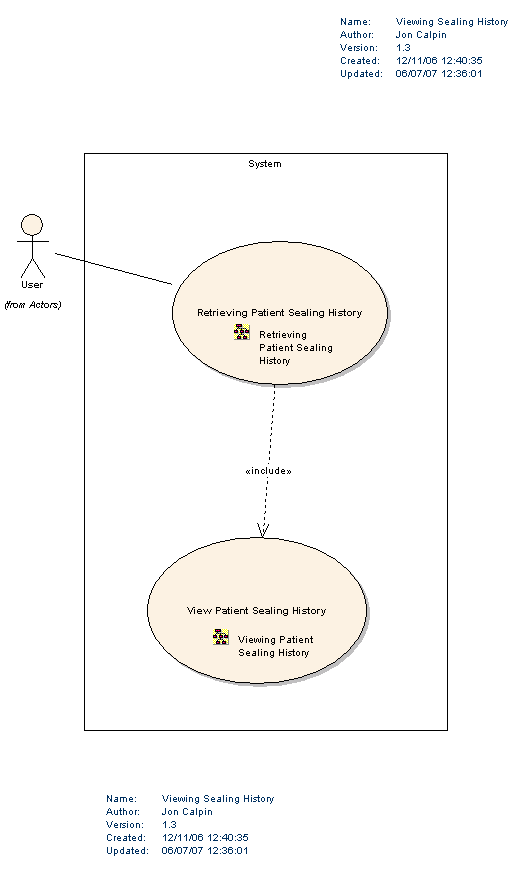 Name: Viewing Sealing History
Author: Jon Calpin
Version: 1.3
Created: 12/11/06 12:40:35
Updated: 06/07/07 12:36:01
System
User
(from Actors)
Retrieving Patient Sealing History
Retrieving
Patient Sealing
History
«include»
View Patient Sealing History
Viewing Patient
Sealing History
Name: Viewing Sealing History
Author: Jon Calpin
Version: 1.3
Created: 12/11/06 12:40:35
Updated: 06/07/07 12:36:01